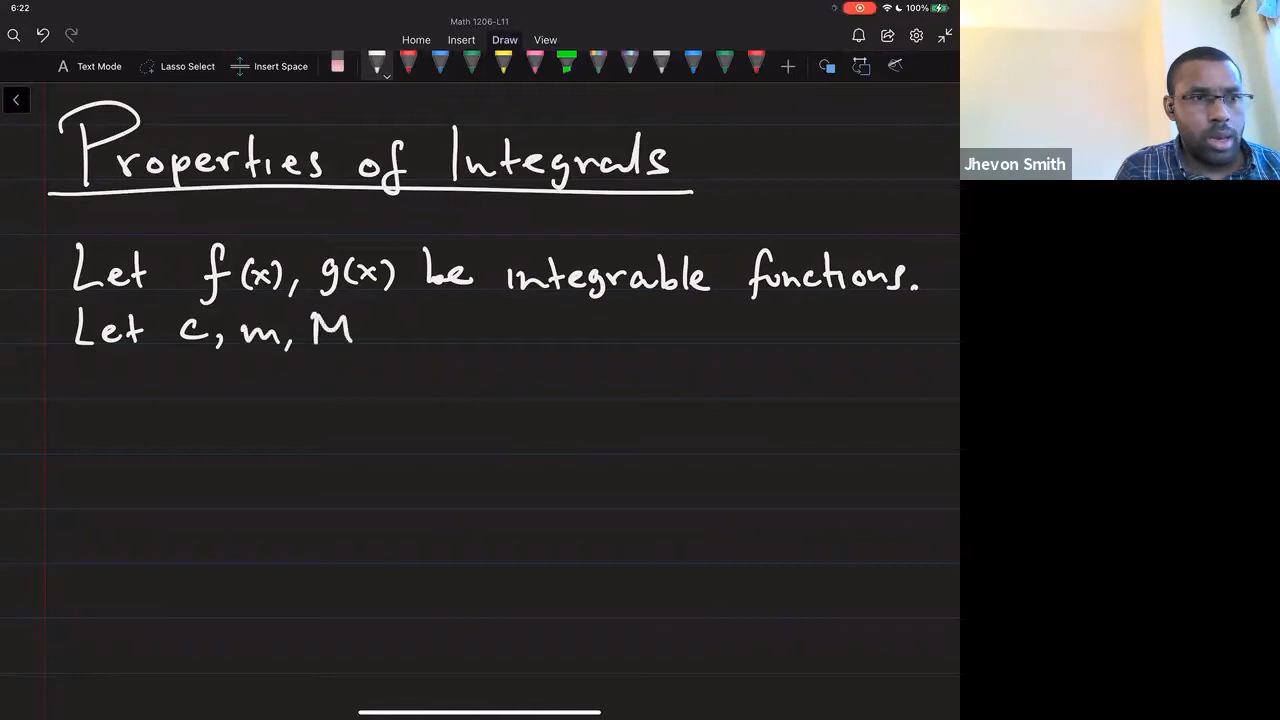 6:22
100%
Math 1206-L11
Home Insert Draw View
Text Mode Lasso Select Insert Space
Properties of Integrals
Jhevon Smith
Let f(x), g(x) be integrable functions.
Let c, m, M